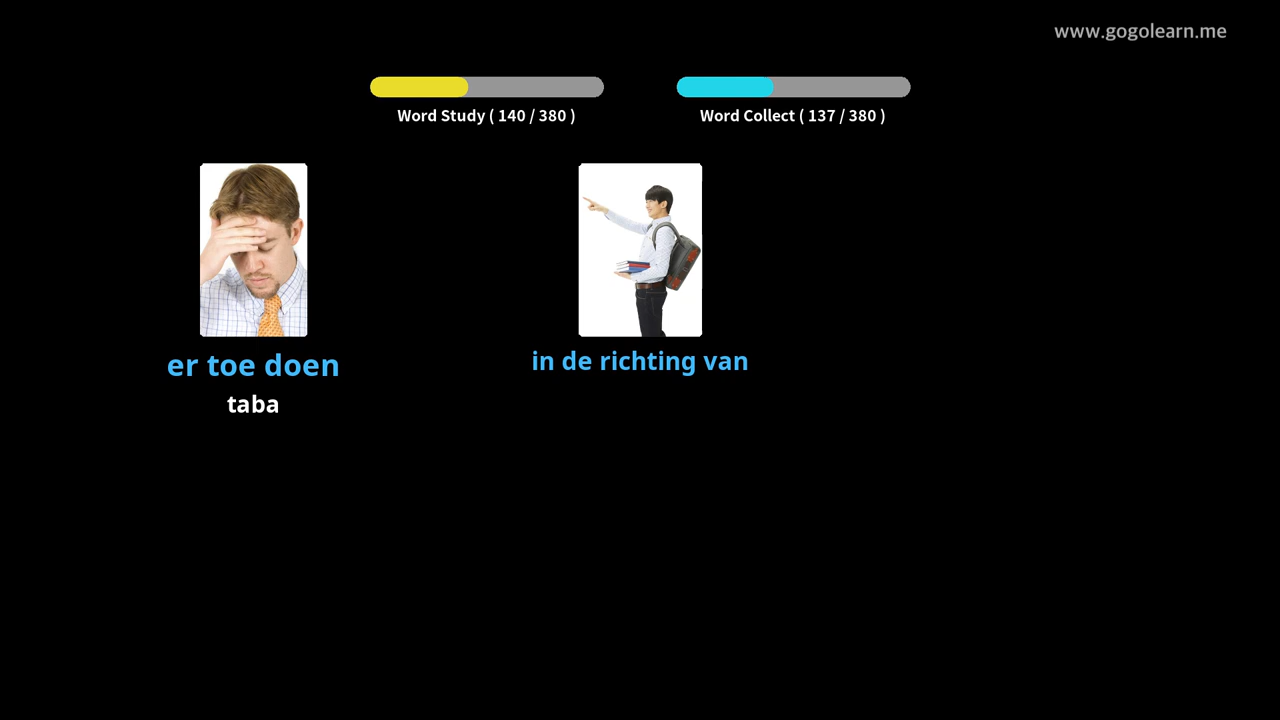 www.gogolearn.me
Word Study ( 140 / 380 )
Word Collect ( 137 / 380 )
er toe doen
taba
in de richting van